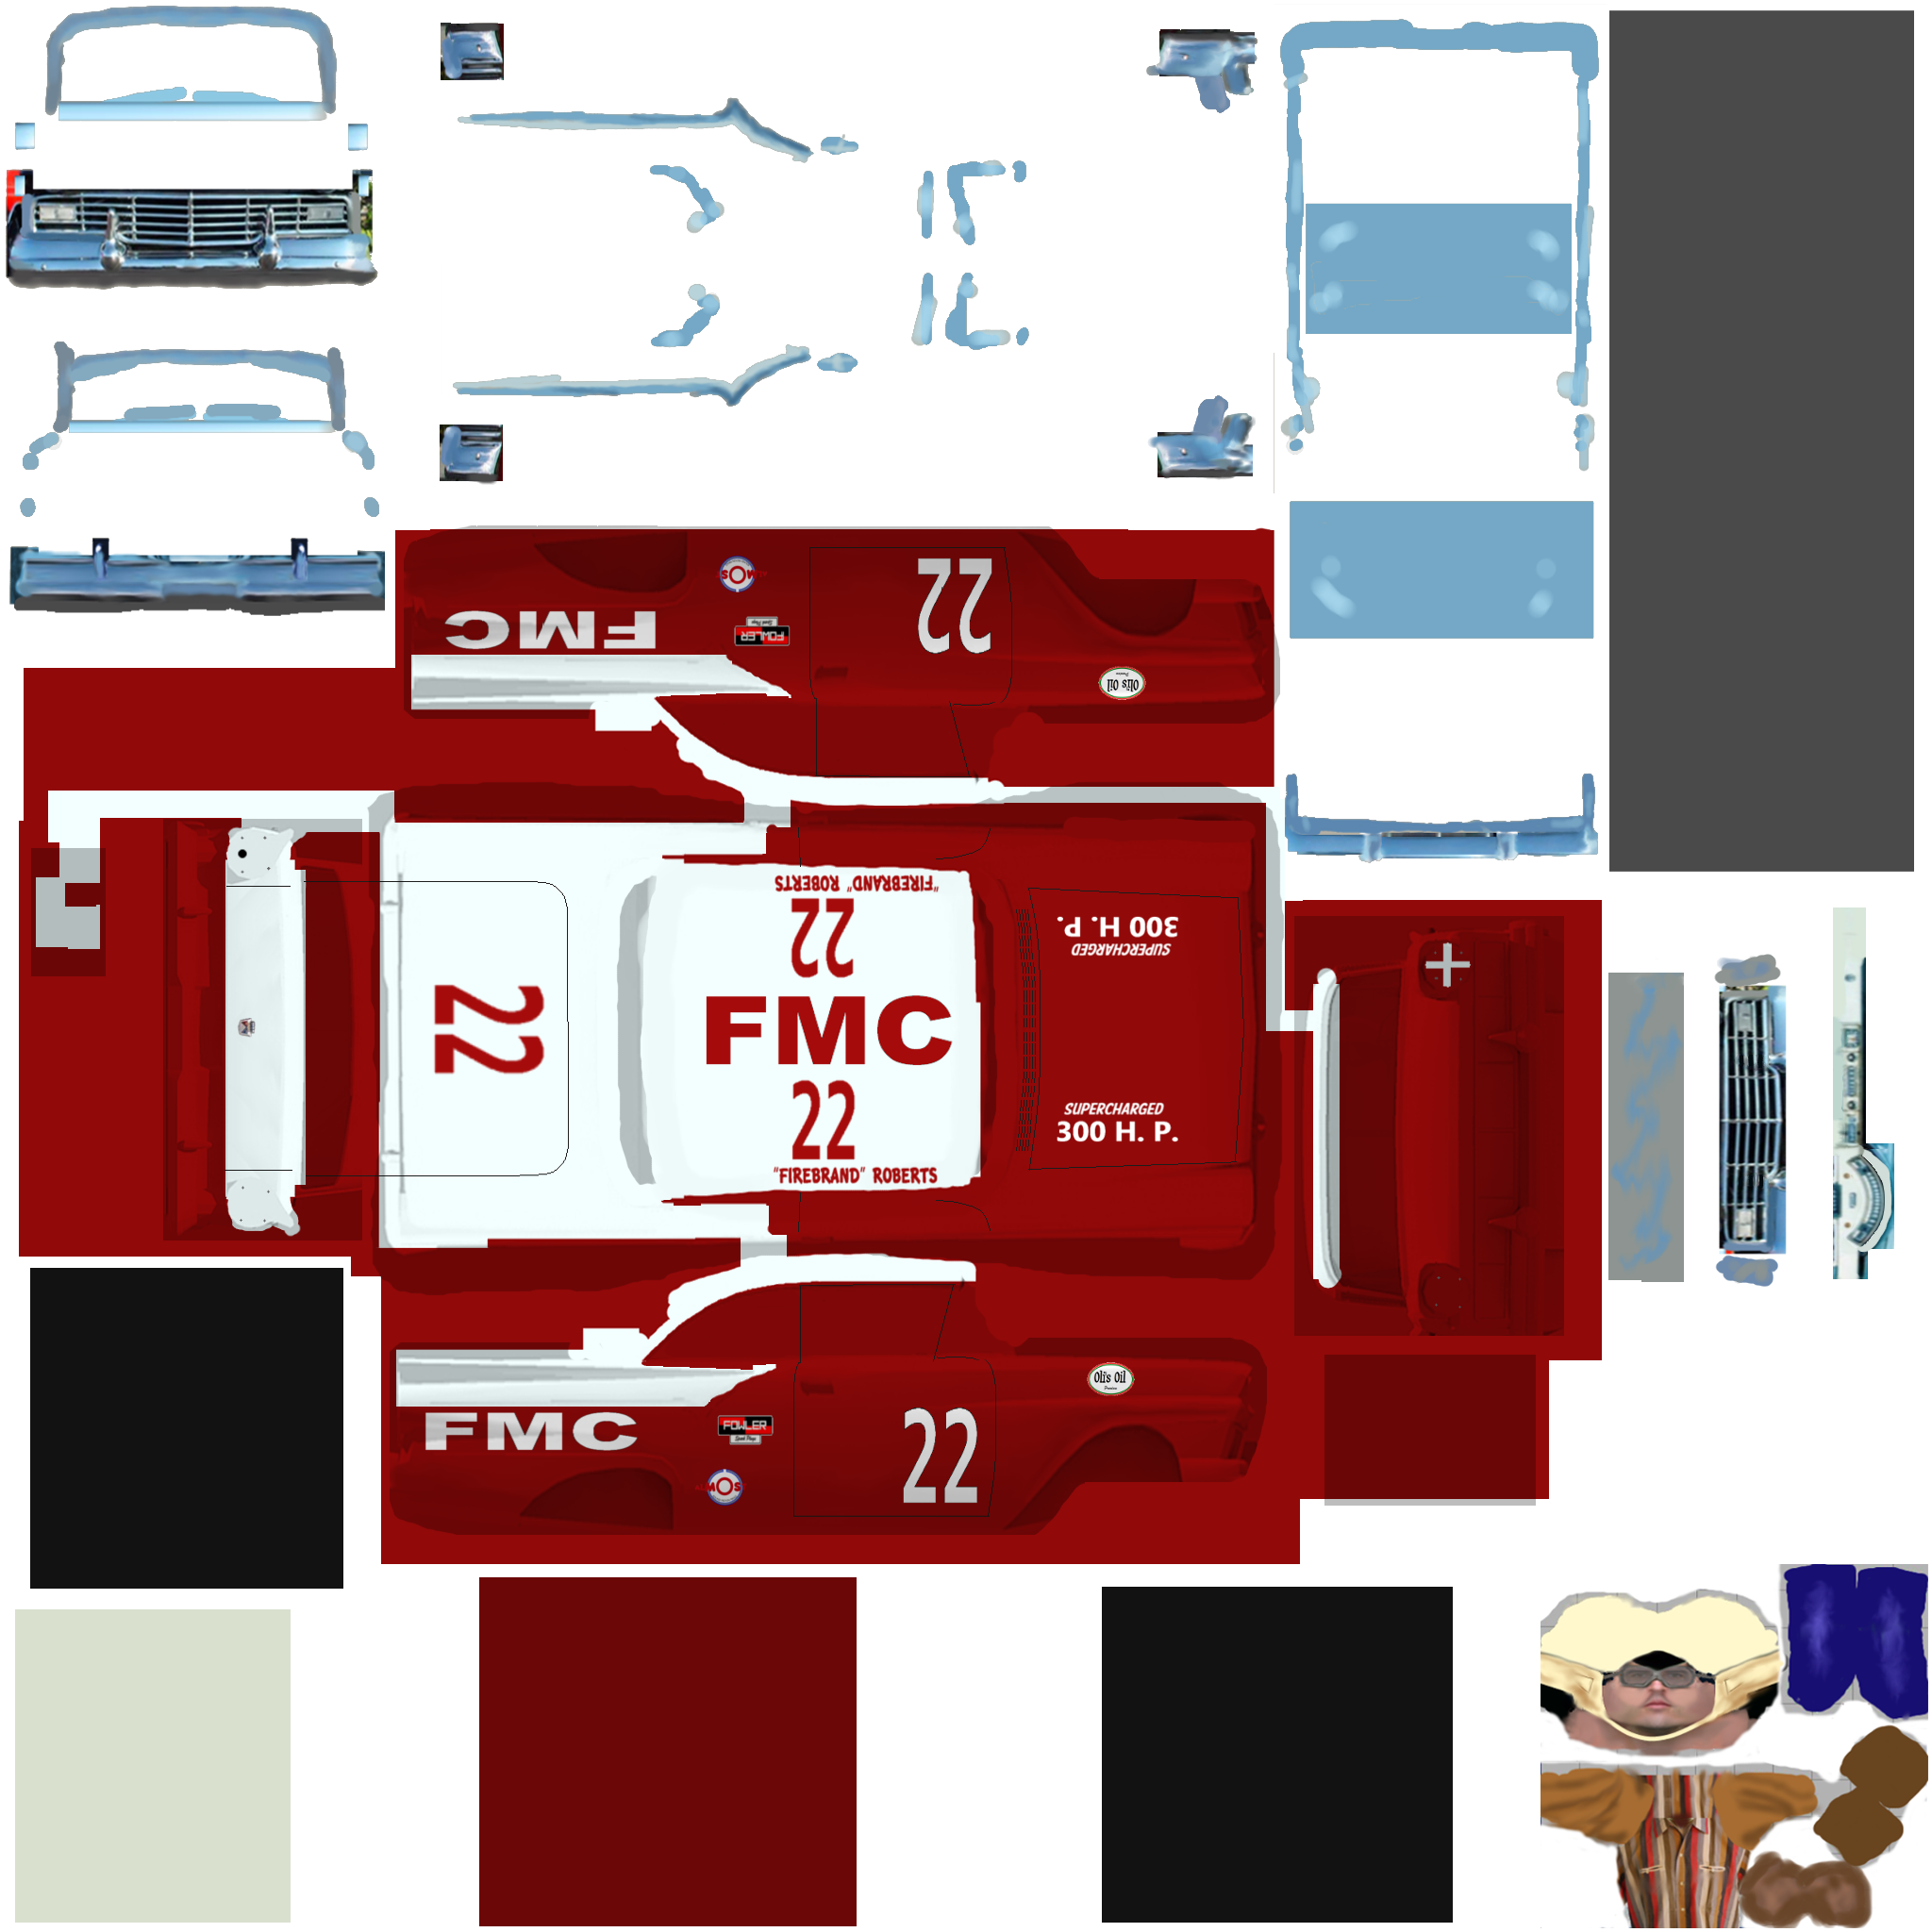 22
FMC
FOWLER
Oli's Oil
"FIREBRAND" ROBERTS
22
300 H. P.
SUPERCHARGED
22
FMC
22
SUPERCHARGED
300 H. P.
"FIREBRAND" ROBERTS
Oli's Oil
FMC
FOWLER
22